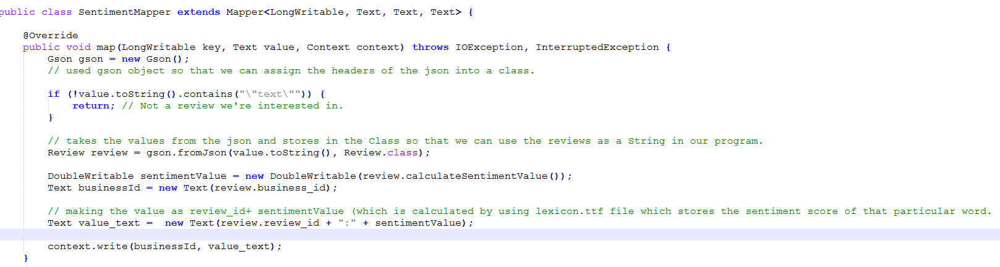 public class SentimentMapper extends Mapper<LongWritable, Text, Text, Text> {
@Override
public void map(LongWritable key, Text value, Context context) throws IOException, InterruptedException {
Gson gson = new Gson();
// used gson object so that we can assign the headers of the json into a class.
if (!value.toString().contains("\"text\"")) {
return; // Not a review we're interested in.
}
// takes the values from the json and stores in the Class so that we can use the reviews as a String in our program.
Review review = gson.fromJson(value.toString(), Review.class);
DoubleWritable sentimentValue = new DoubleWritable(review.calculateSentimentValue());
Text businessId = new Text(review.business_id);
// making the value as review_id+ sentimentValue (which is calculated by using lexicon.ttf file which stores the sentiment score of that particular word.
Text value_text =  new Text(review.review_id + ":" + sentimentValue);
context.write(businessId, value_text);
}